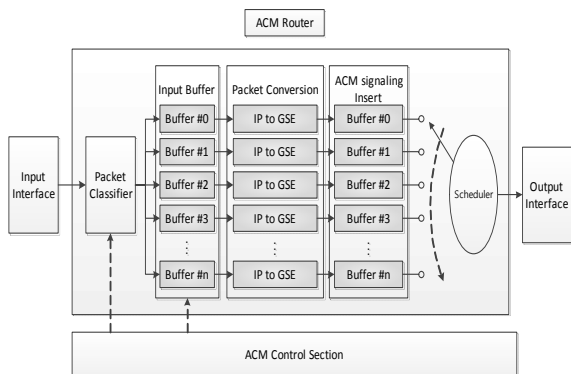 ACM Router
Input Buffer
Packet Conversion
ACM signaling
Insert
Buffer #0
IP to GSE
Buffer #0
Buffer #1
IP to GSE
Buffer #1
Input
Interface
Packet
Classifier
Buffer #2
IP to GSE
Buffer #2
Scheduler
Output
Interface
Buffer #3
IP to GSE
Buffer #3
...
...
...
Buffer #n
IP to GSE
Buffer #n
ACM Control Section